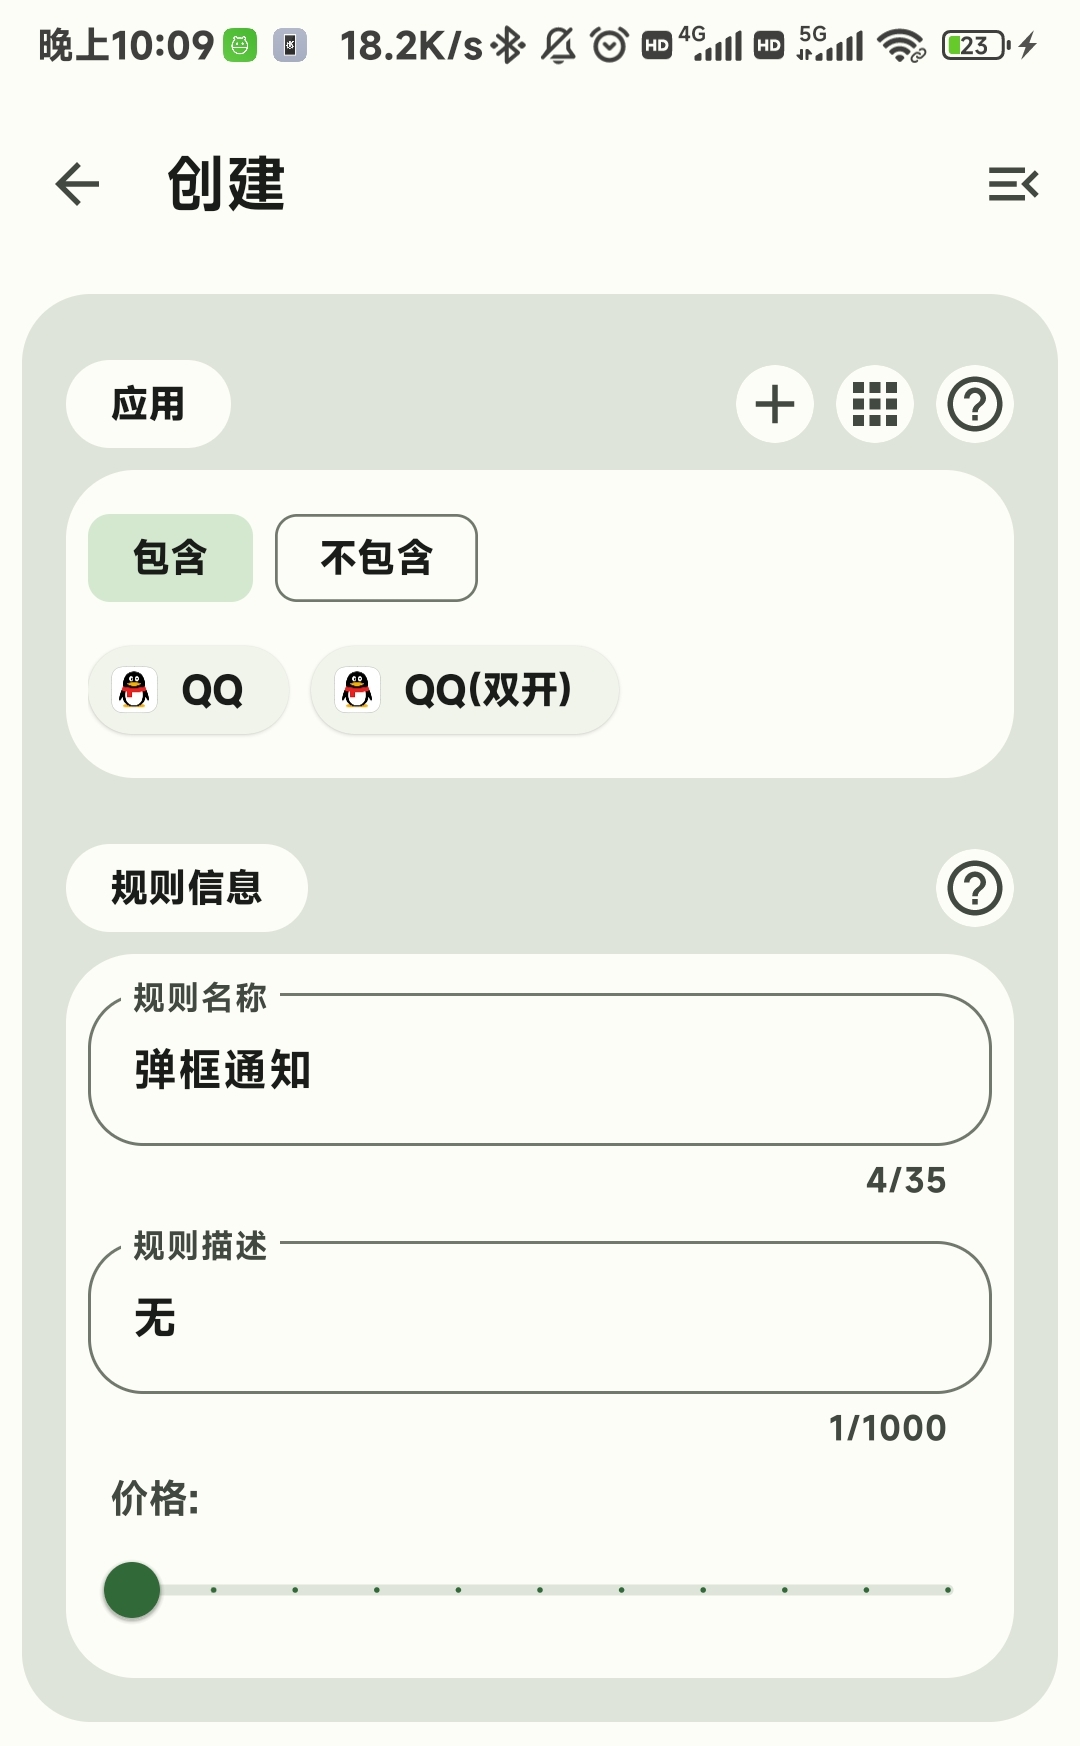 晚上10:09 18.2K/s HD 4G HD 5G 23
创建
应用
包含 不包含
QQ QQ(双开)
规则信息
规则名称
弹框通知
4/35
规则描述
无
1/1000
价格: